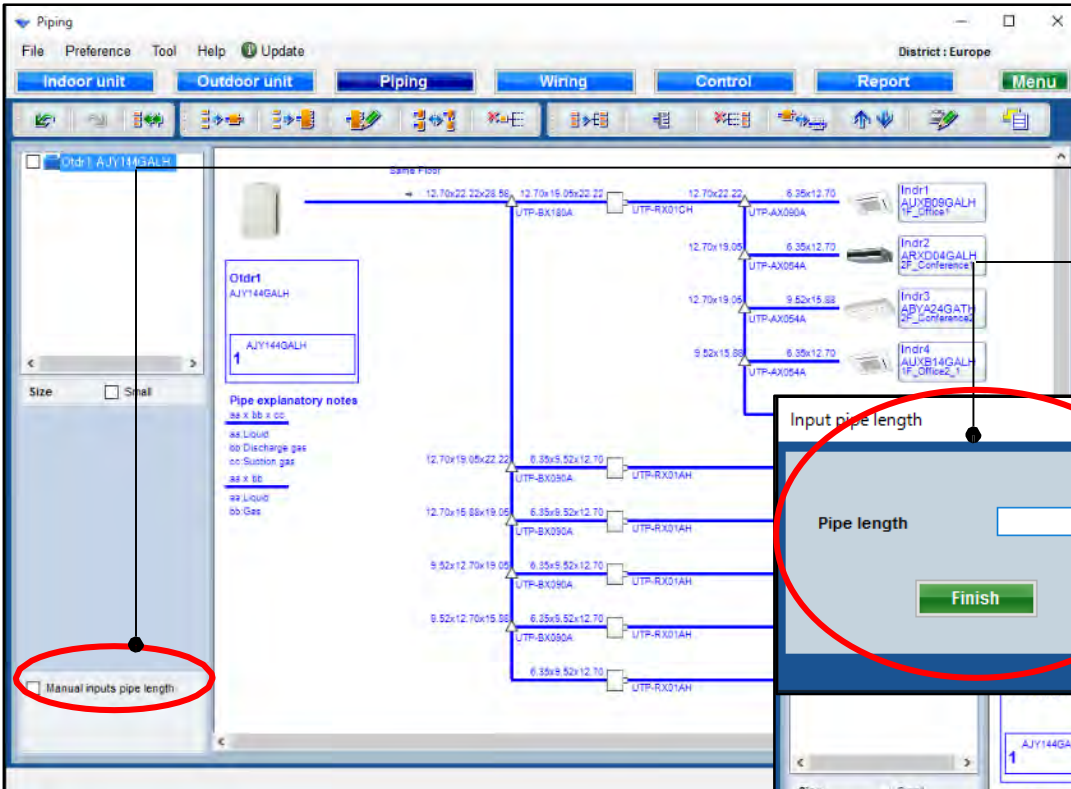 Piping
File Preference Tool Help Update
District : Europe
Indoor unit Outdoor unit Piping Wiring Control Report Menu
Otdr1 AJY144GALH
Size Small
Manual inputs pipe length
Same Floor
12.70x22.22x28.58 12.70x19.05x22.22 12.70x22.22 6.35x12.70
UTP-BX180A UTP-RX01CH UTP-AX090A
Indr1
AUXB09GALH
1F_Office1
12.70x19.05 6.35x12.70
UTP-AX054A
Indr2
ARXD04GALH
2F_Conference1
12.70x19.05 9.52x15.88
UTP-AX054A
Indr3
ABYA24GATH
2F_Conference2
9.52x15.88 6.35x12.70
UTP-AX054A
Indr4
AUXB14GALH
1F_Office2_1
Otdr1
AJY144GALH
AJY144GALH
1
Pipe explanatory notes
aa x bb x cc
aa:Liquid
bb:Discharge gas
cc:Suction gas
aa x bb
aa:Liquid
bb:Gas
12.70x19.05x22.22 6.35x9.52x12.70
UTP-BX090A UTP-RX01AH
12.70x15.88x19.05 6.35x9.52x12.70
UTP-BX090A UTP-RX01AH
9.52x12.70x19.05 6.35x9.52x12.70
UTP-BX090A UTP-RX01AH
9.52x12.70x15.88 6.35x9.52x12.70
UTP-BX090A UTP-RX01AH
6.35x9.52x12.70
UTP-RX01AH
Input pipe length
Pipe length
Finish
AJY144GA
1